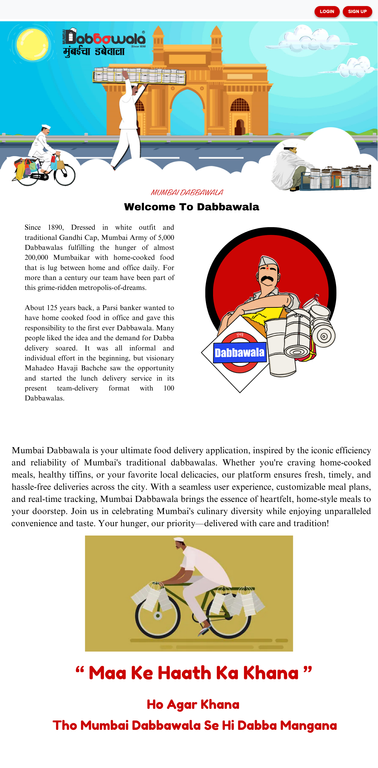 LOGIN
SIGN UP
Dabbawala
Since 1890
मुंबईचा डबेवाला
MUMBAI DABBAWALA
Welcome To Dabbawala
Since 1890, Dressed in white outfit and
traditional Gandhi Cap, Mumbai Army of 5,000
Dabbawalas fulfilling the hunger of almost
200,000 Mumbaikar with home-cooked food
that is lug between home and office daily. For
more than a century our team have been part of
this grime-ridden metropolis-of-dreams.
About 125 years back, a Parsi banker wanted to
have home cooked food in office and gave this
responsibility to the first ever Dabbawala. Many
people liked the idea and the demand for Dabba
delivery soared. It was all informal and
individual effort in the beginning, but visionary
Mahadeo Havaji Bachche saw the opportunity
and started the lunch delivery service in its
present team-delivery format with 100
Dabbawalas.
Dabbawala
Mumbai Dabbawala is your ultimate food delivery application, inspired by the iconic efficiency
and reliability of Mumbai's traditional dabbawalas. Whether you're craving home-cooked
meals, healthy tiffins, or your favorite local delicacies, our platform ensures fresh, timely, and
hassle-free deliveries across the city. With a seamless user experience, customizable meal plans,
and real-time tracking, Mumbai Dabbawala brings the essence of heartfelt, home-style meals to
your doorstep. Join us in celebrating Mumbai's culinary diversity while enjoying unparalleled
convenience and taste. Your hunger, our priority—delivered with care and tradition!
“ Maa Ke Haath Ka Khana ”
Ho Agar Khana
Tho Mumbai Dabbawala Se Hi Dabba Mangana